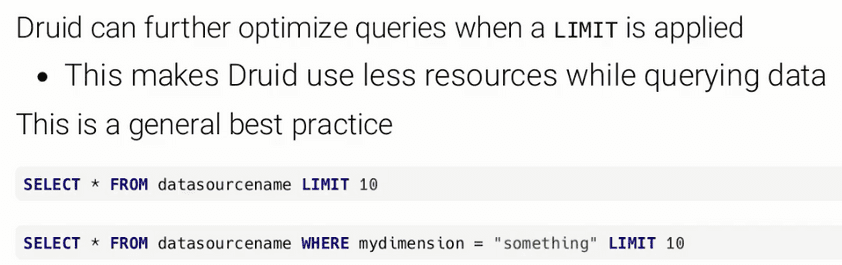 Druid can further optimize queries when a LIMIT is applied
• This makes Druid use less resources while querying data
This is a general best practice
SELECT * FROM datasourcename LIMIT 10
SELECT * FROM datasourcename WHERE mydimension = "something" LIMIT 10